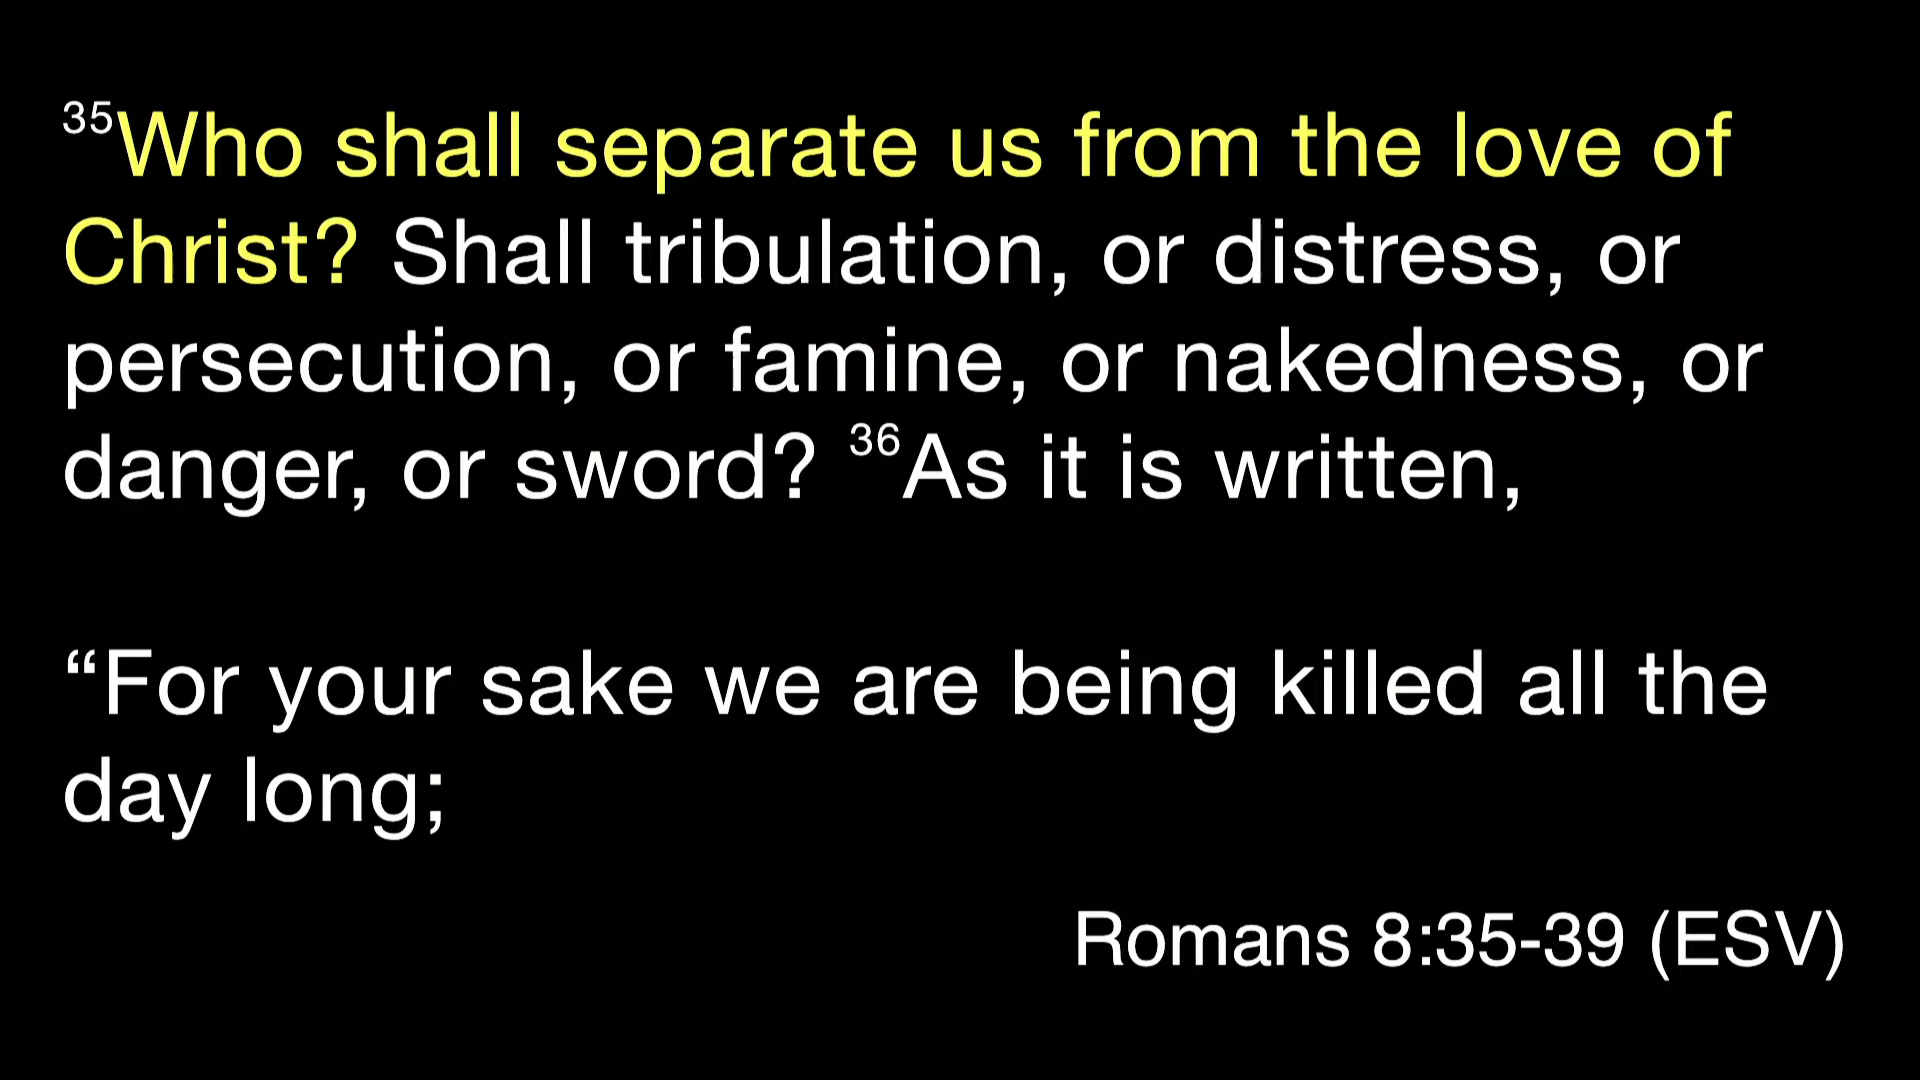 35Who shall separate us from the love of
Christ? Shall tribulation, or distress, or
persecution, or famine, or nakedness, or
danger, or sword? 36As it is written,
“For your sake we are being killed all the
day long;
Romans 8:35-39 (ESV)